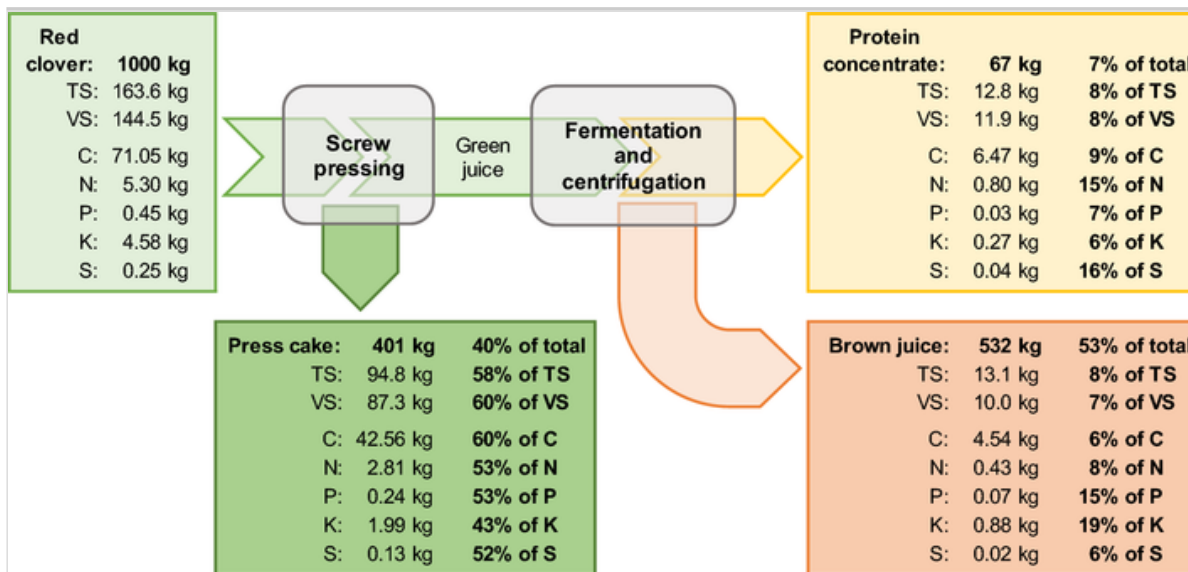 Red
clover: 1000 kg
TS: 163.6 kg
VS: 144.5 kg
C: 71.05 kg
N: 5.30 kg
P: 0.45 kg
K: 4.58 kg
S: 0.25 kg
Screw
pressing
Green
juice
Fermentation
and
centrifugation
Protein
concentrate: 67 kg 7% of total
TS: 12.8 kg 8% of TS
VS: 11.9 kg 8% of VS
C: 6.47 kg 9% of C
N: 0.80 kg 15% of N
P: 0.03 kg 7% of P
K: 0.27 kg 6% of K
S: 0.04 kg 16% of S
Press cake: 401 kg 40% of total
TS: 94.8 kg 58% of TS
VS: 87.3 kg 60% of VS
C: 42.56 kg 60% of C
N: 2.81 kg 53% of N
P: 0.24 kg 53% of P
K: 1.99 kg 43% of K
S: 0.13 kg 52% of S
Brown juice: 532 kg 53% of total
TS: 13.1 kg 8% of TS
VS: 10.0 kg 7% of VS
C: 4.54 kg 6% of C
N: 0.43 kg 8% of N
P: 0.07 kg 15% of P
K: 0.88 kg 19% of K
S: 0.02 kg 6% of S